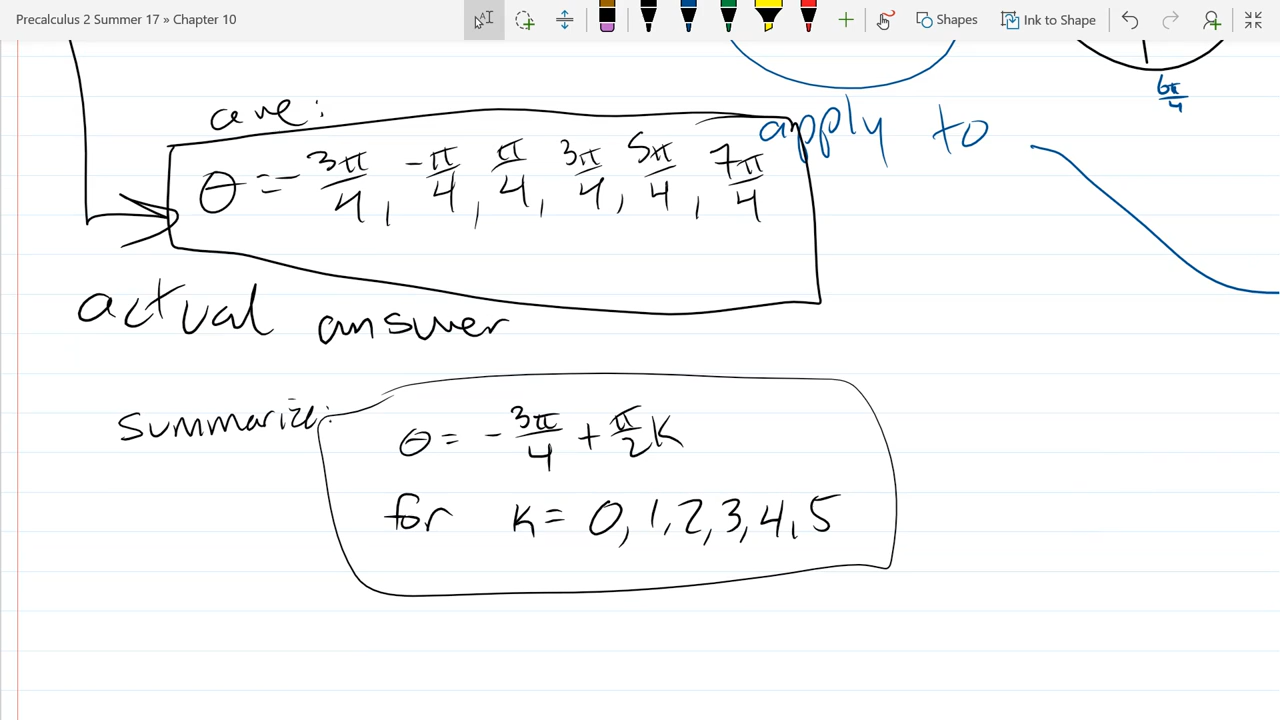 Precalculus 2 Summer 17 » Chapter 10
Shapes
Ink to Shape
6π/4
are:
apply to
θ = -3π/4, -π/4, π/4, 3π/4, 5π/4, 7π/4
actual answer
summarize:
θ = -3π/4 + π/2 K
for K = 0, 1, 2, 3, 4, 5